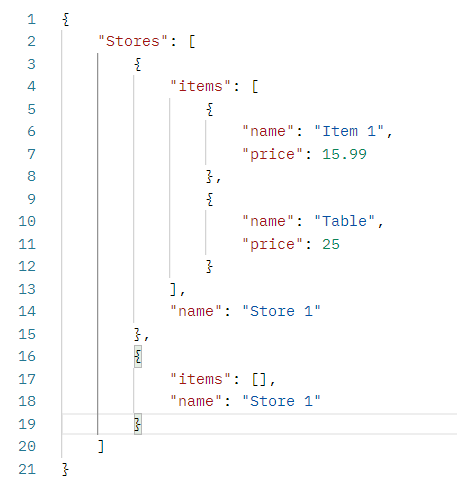 1 {
2     "Stores": [
3         {
4             "items": [
5                 {
6                     "name": "Item 1",
7                     "price": 15.99
8                 },
9                 {
10                     "name": "Table",
11                     "price": 25
12                 }
13             ],
14             "name": "Store 1"
15         },
16         {
17             "items": [],
18             "name": "Store 1"
19         }
20     ]
21 }